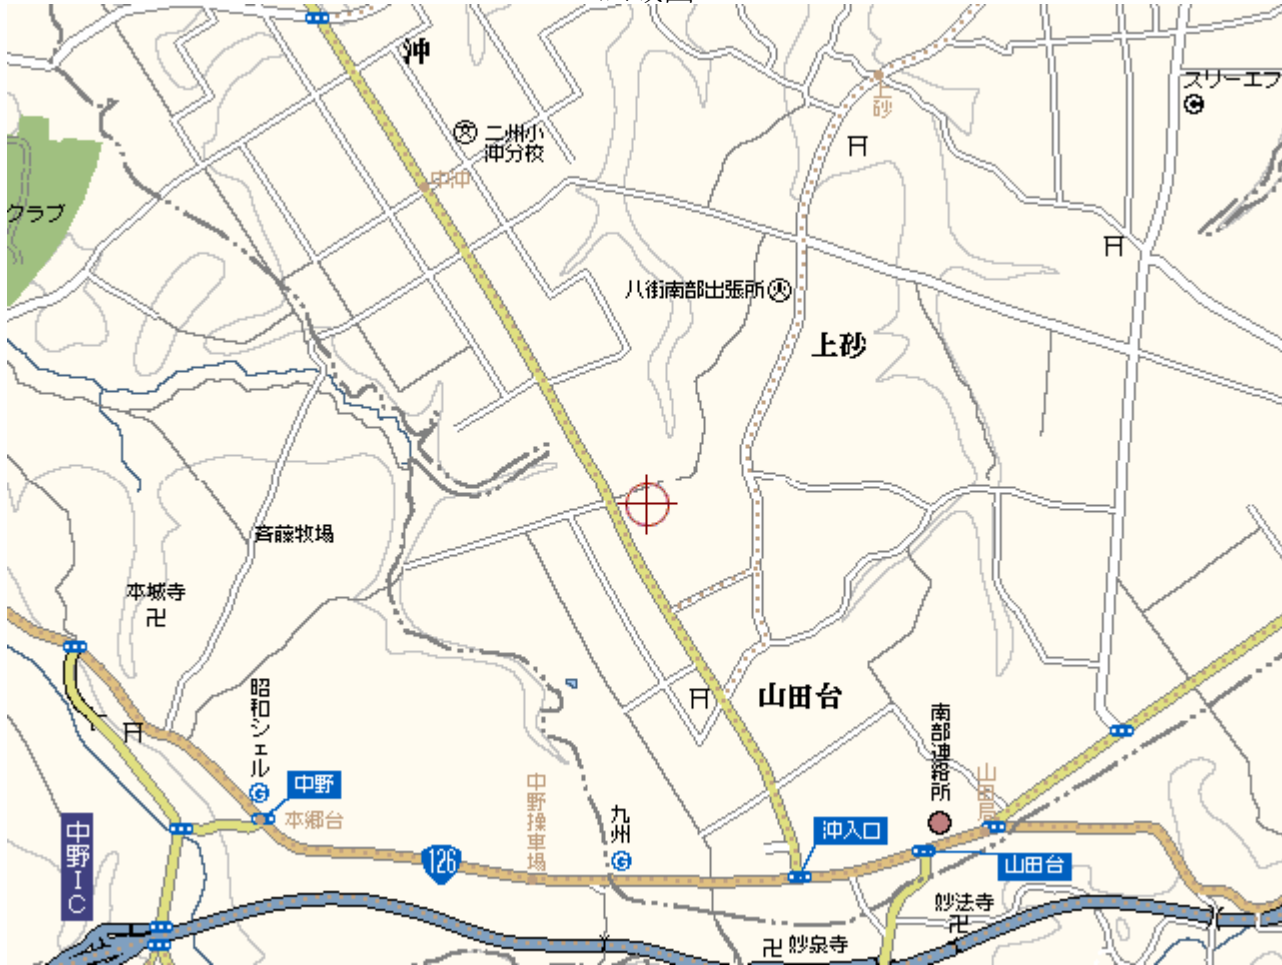 沖
上砂
スリーエフ
二州小
沖分校
中沖
クラブ
八街南部出張所
上砂
斉藤牧場
本城寺
山田台
昭和シェル
南部連絡所
山田局
中野
中野操車場
本郷台
九州
沖入口
中野IC
126
山田台
妙法寺
妙泉寺